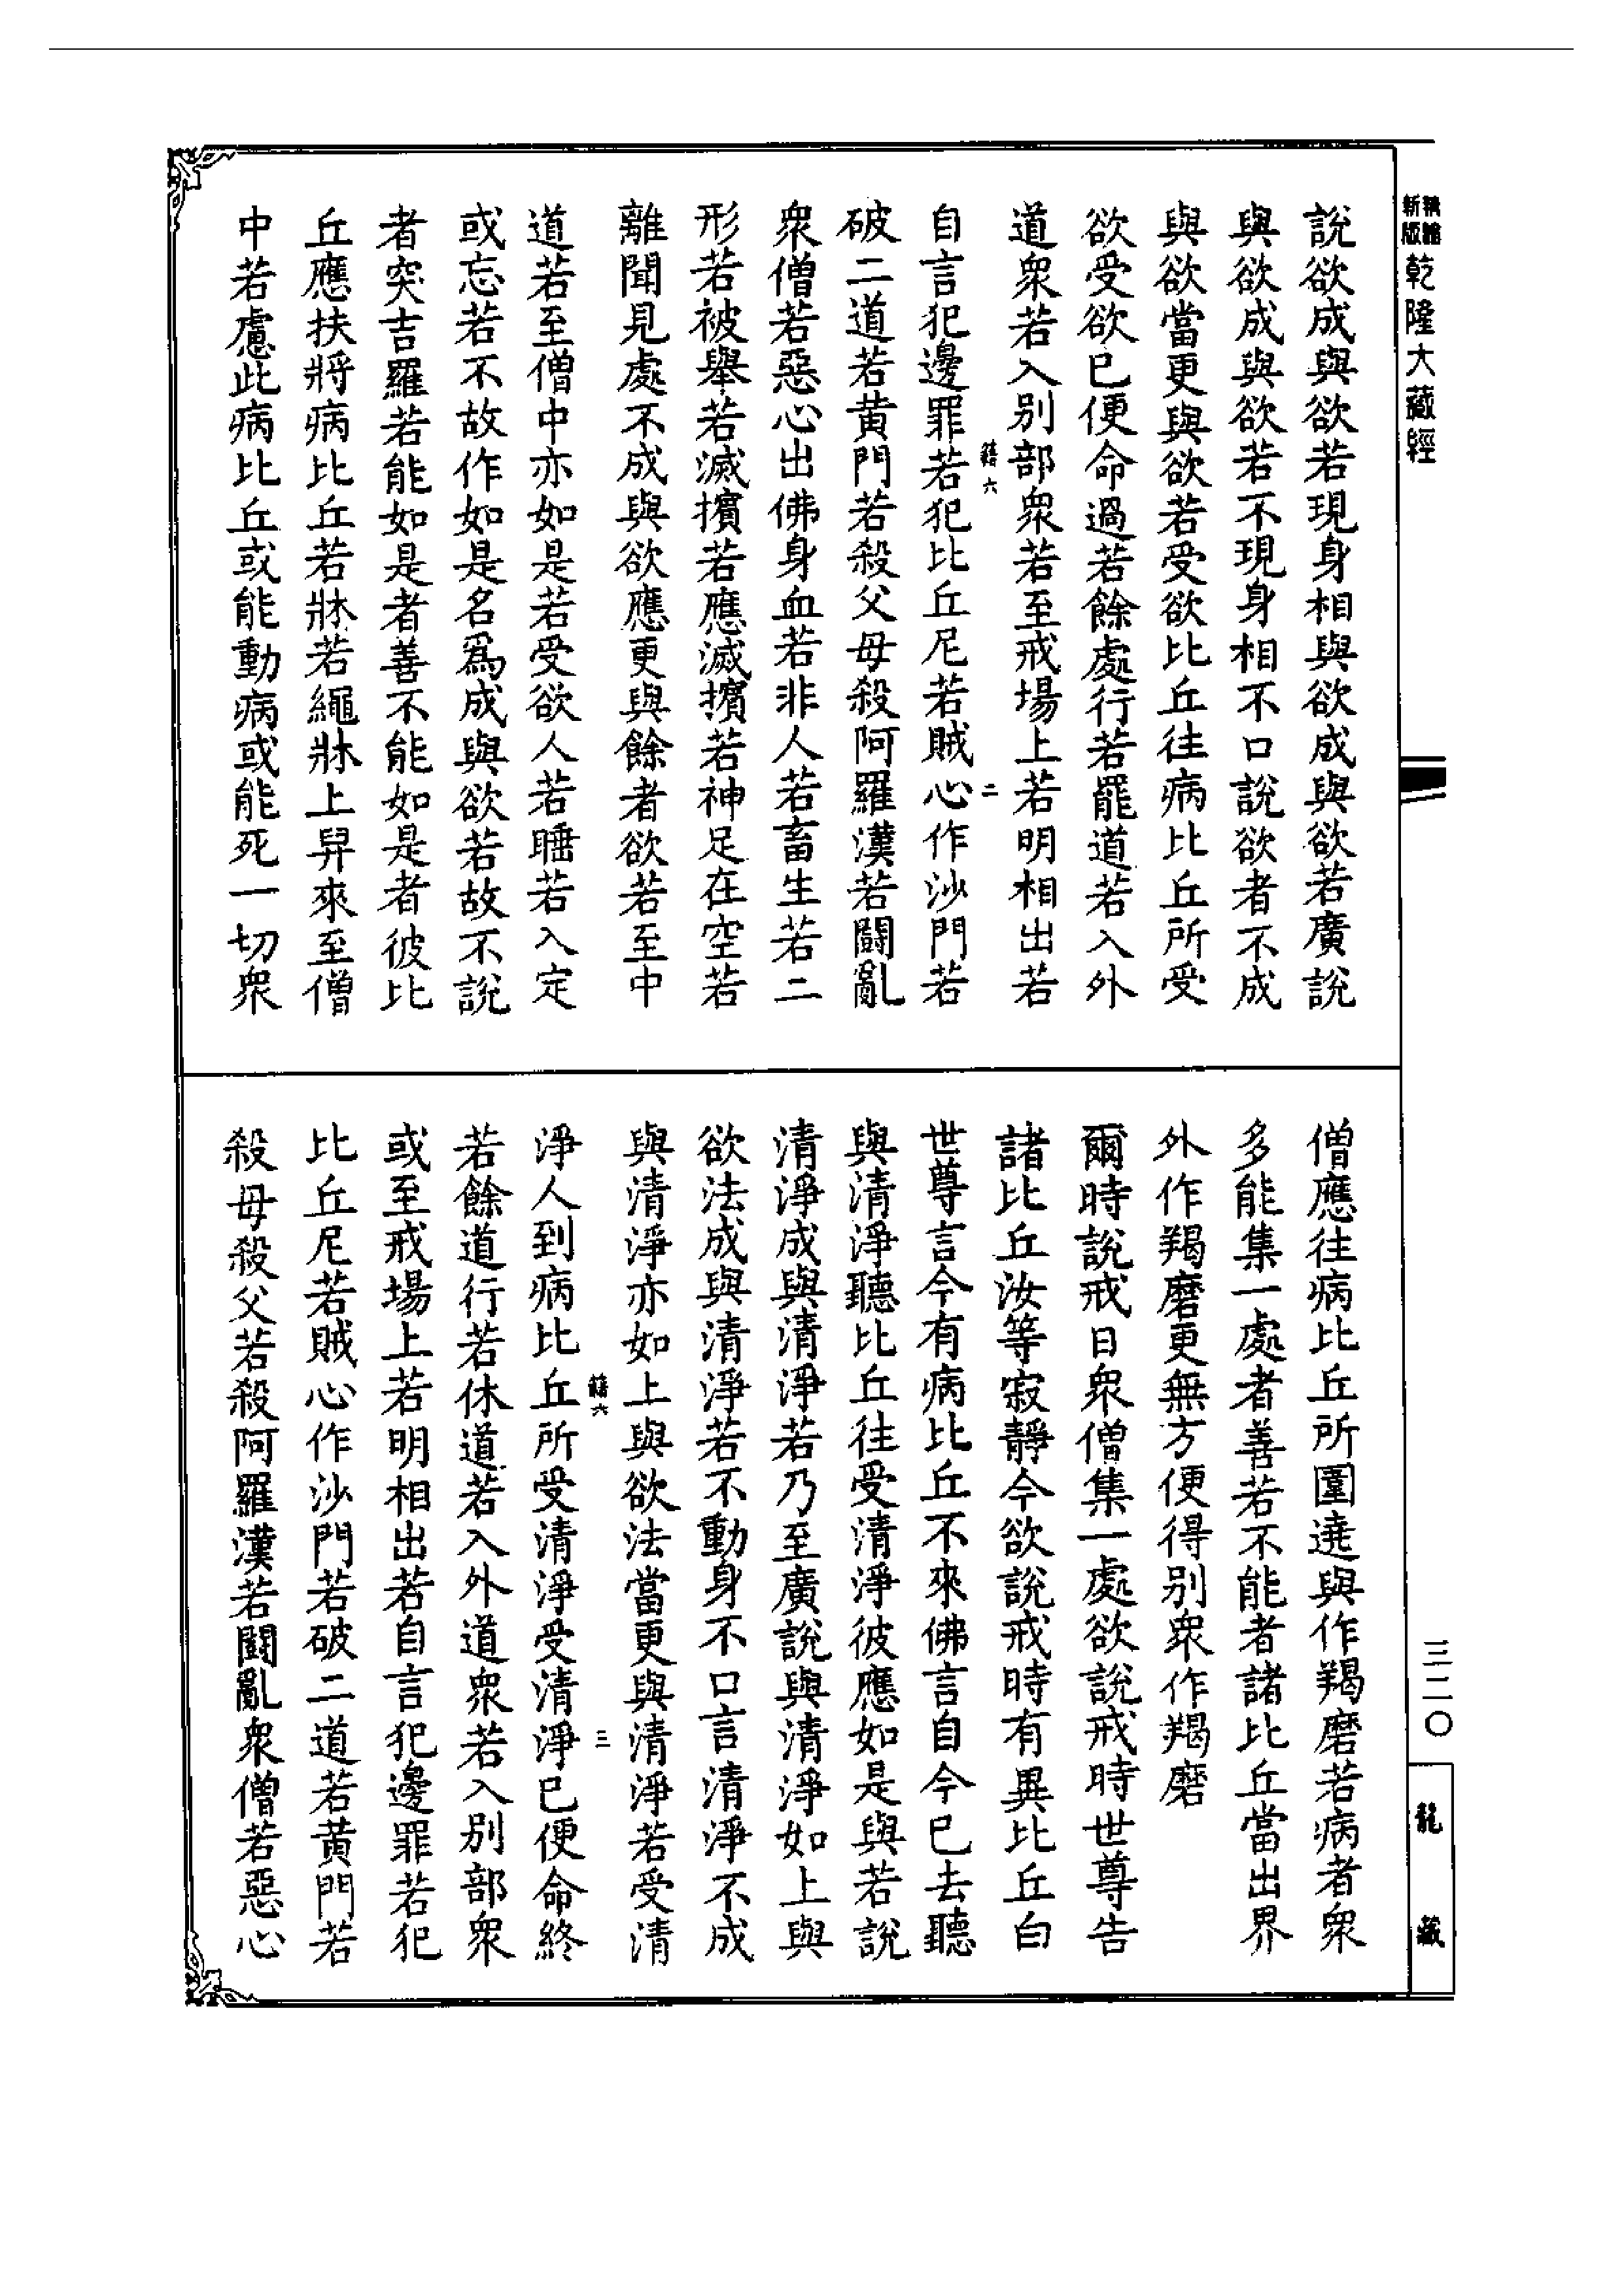 新編
縮版
乾隆大藏經
說欲成與欲若現身相與欲成與欲若廣說
與欲成與欲若不現身相不口說欲者不成
與欲當更與欲若受欲比丘往病比丘所受
欲受欲已便命過若餘處行若罷道若入外
道衆若入別部衆若至戒場上若明相出若
籍六
二
自言犯邊罪若犯比丘尼若賊心作沙門若
破二道若黃門若殺父母殺阿羅漢若鬪亂
衆僧若惡心出佛身血若非人若畜生若二
形若被舉若滅擯若應滅擯若神足在空若
離聞見處不成與欲應更與餘者欲若至中
道若至僧中亦如是若受欲人若睡若入定
或忘若不故作如是名爲成與欲若故不說
者突吉羅若能如是者善不能如是者彼比
丘應扶將病比丘若牀若繩牀上舁來至僧
中若慮此病比丘或能動病或能死一切衆
僧應往病比丘所圍遶與作羯磨若病者衆
多能集一處者善若不能者諸比丘當出界
外作羯磨更無方便得別衆作羯磨
爾時說戒日衆僧集一處欲說戒時世尊告
諸比丘汝等寂靜今欲說戒時有異比丘白
世尊言今有病比丘不來佛言自今已去聽
與清淨聽比丘往受清淨彼應如是與若說
清淨成與清淨若乃至廣說與清淨如上與
欲法成與清淨若不動身不口言清淨不成
與清淨亦如上與欲法當更與清淨若受清
籍六
三
淨人到病比丘所受清淨受清淨已便命終
若餘道行若休道若入外道衆若入別部衆
或至戒場上若明相出若自言犯邊罪若犯
比丘尼若賊心作沙門若破二道若黃門若
殺母殺父若殺阿羅漢若鬪亂衆僧若惡心
三二〇
龍藏